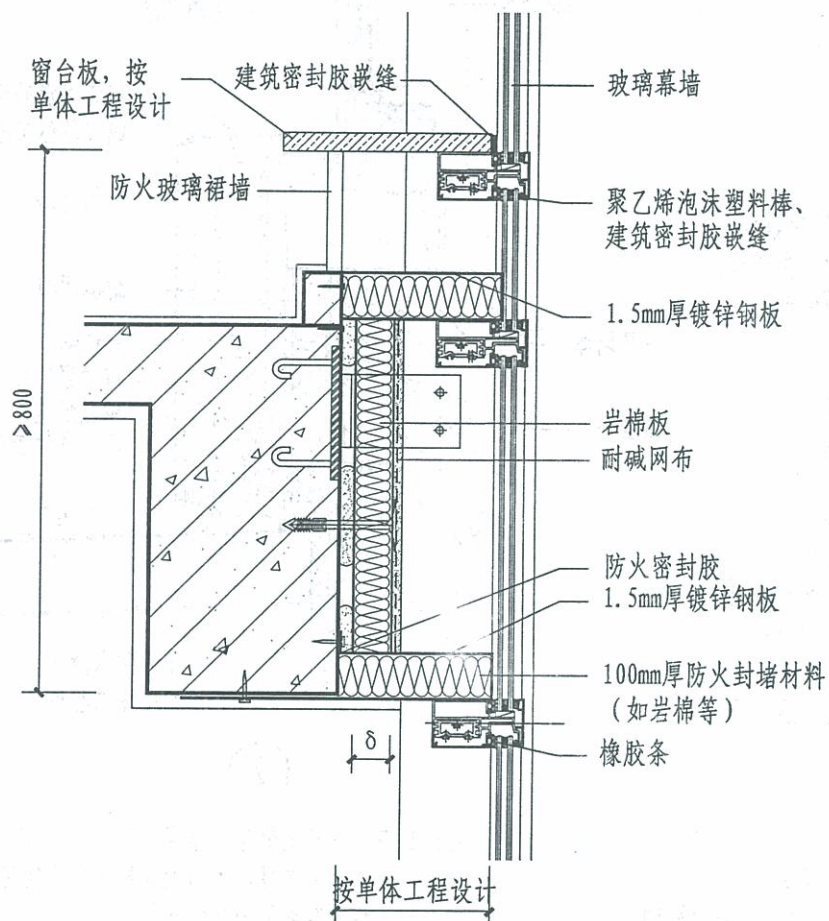 窗台板，按
单体工程设计
建筑密封胶嵌缝
玻璃幕墙
防火玻璃裙墙
聚乙烯泡沫塑料棒、
建筑密封胶嵌缝
1.5mm厚镀锌钢板
≥800
岩棉板
耐碱网布
防火密封胶
1.5mm厚镀锌钢板
100mm厚防火封堵材料
（如岩棉等）
橡胶条
δ
按单体工程设计